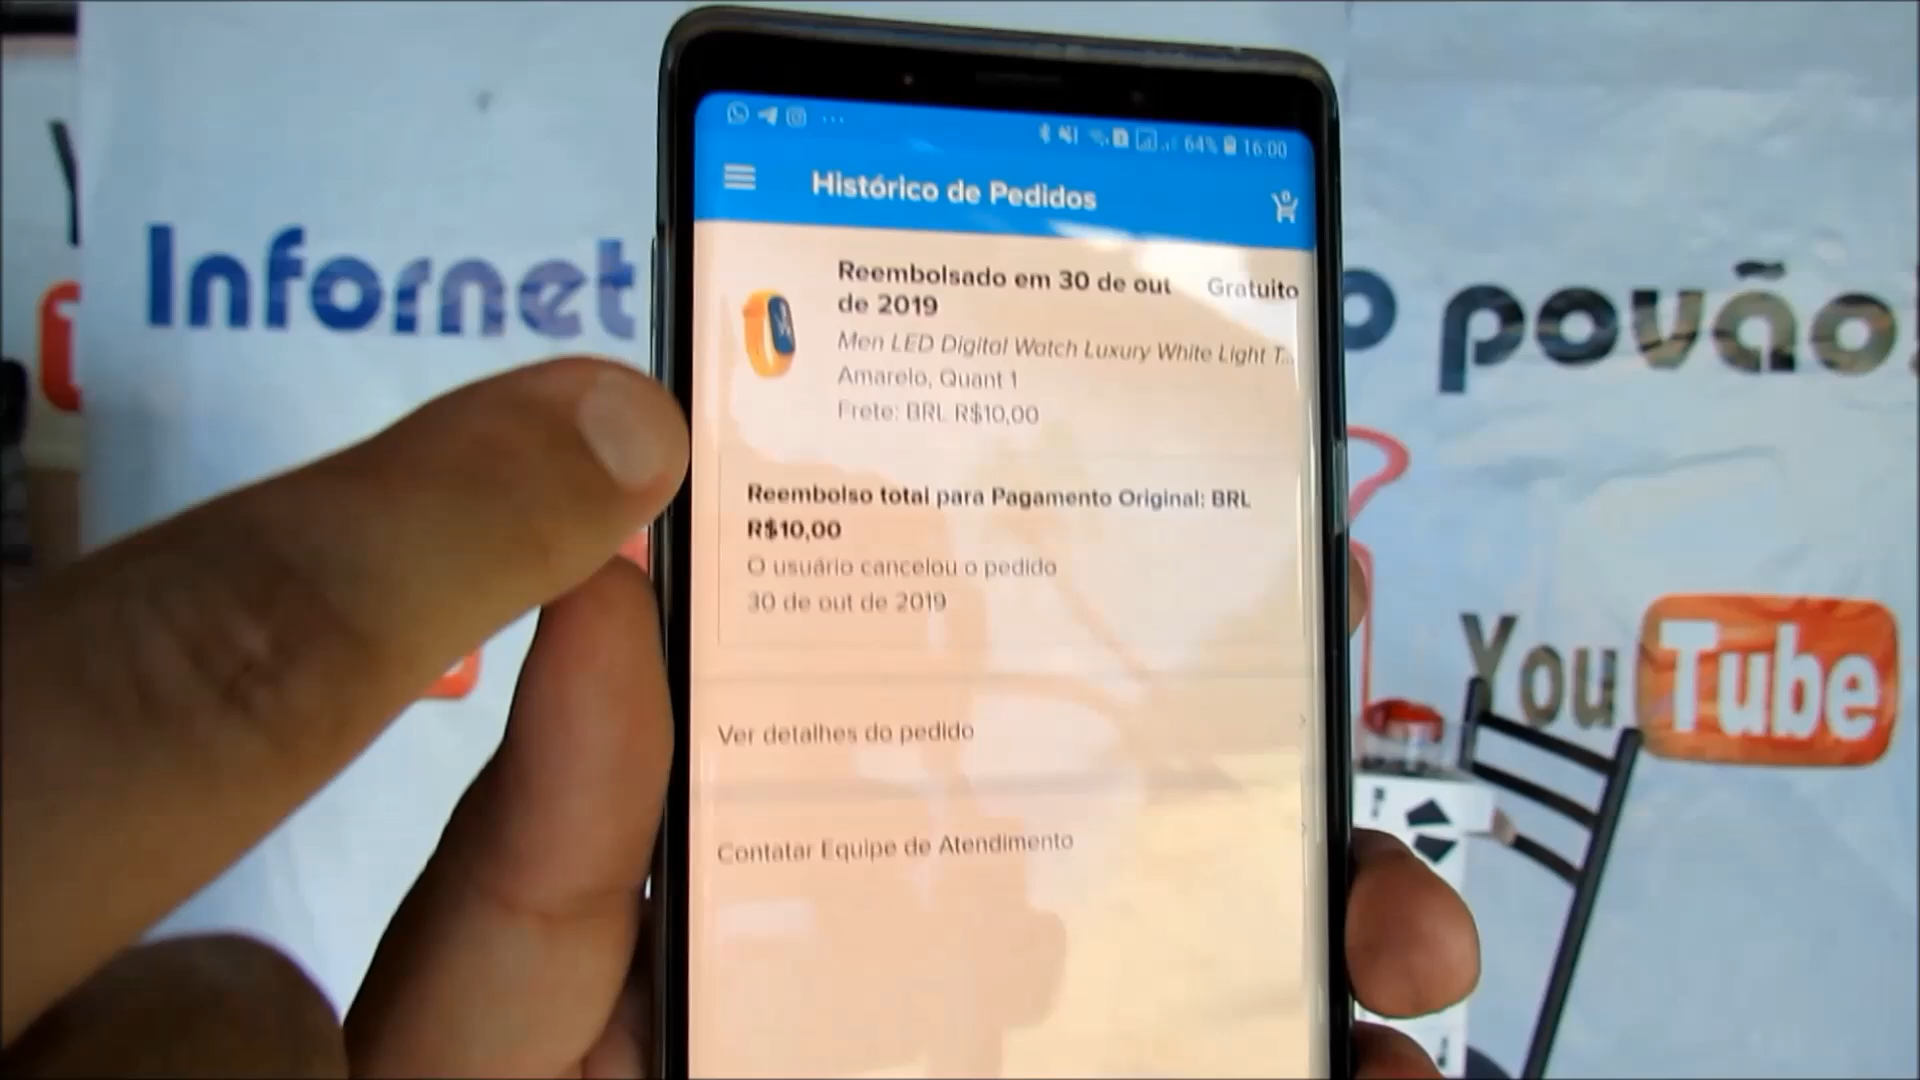 64% 16:00
Histórico de Pedidos
0
Reembolsado em 30 de out
de 2019
Gratuito
Men LED Digital Watch Luxury White Light T...
Amarelo, Quant 1
Frete: BRL R$10,00
Reembolso total para Pagamento Original: BRL
R$10,00
O usuário cancelou o pedido
30 de out de 2019
Ver detalhes do pedido
Contatar Equipe de Atendimento
Infornet
o povão!
YouTube